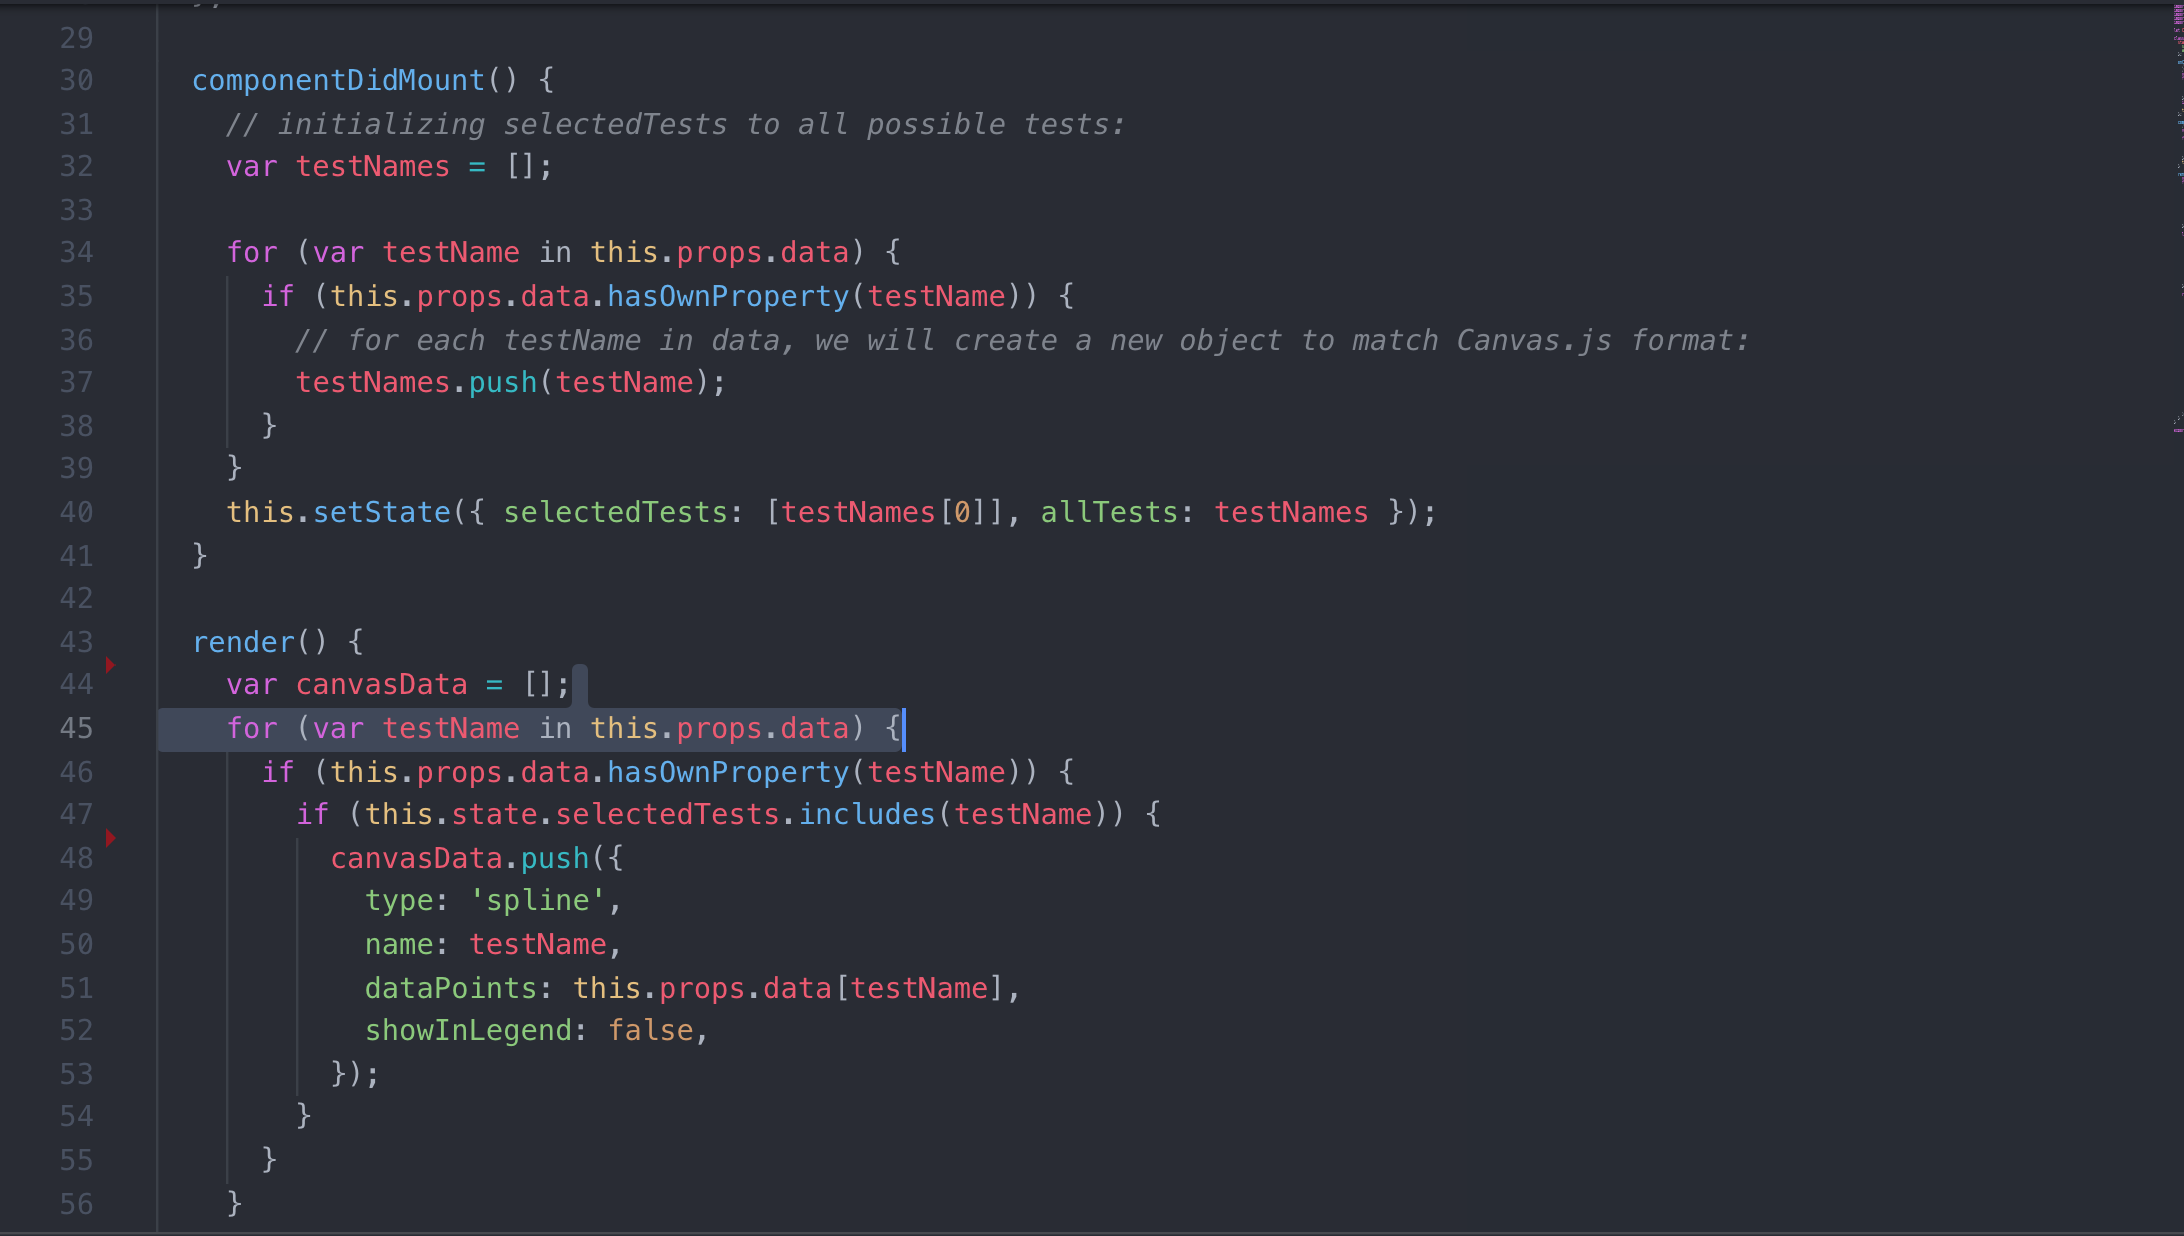 29
30 componentDidMount() {
31 // initializing selectedTests to all possible tests:
32 var testNames = [];
33
34 for (var testName in this.props.data) {
35 if (this.props.data.hasOwnProperty(testName)) {
36 // for each testName in data, we will create a new object to match Canvas.js format:
37 testNames.push(testName);
38 }
39 }
40 this.setState({ selectedTests: [testNames[0]], allTests: testNames });
41 }
42
43 render() {
44 var canvasData = [];
45 for (var testName in this.props.data) {
46 if (this.props.data.hasOwnProperty(testName)) {
47 if (this.state.selectedTests.includes(testName)) {
48 canvasData.push({
49 type: 'spline',
50 name: testName,
51 dataPoints: this.props.data[testName],
52 showInLegend: false,
53 });
54 }
55 }
56 }